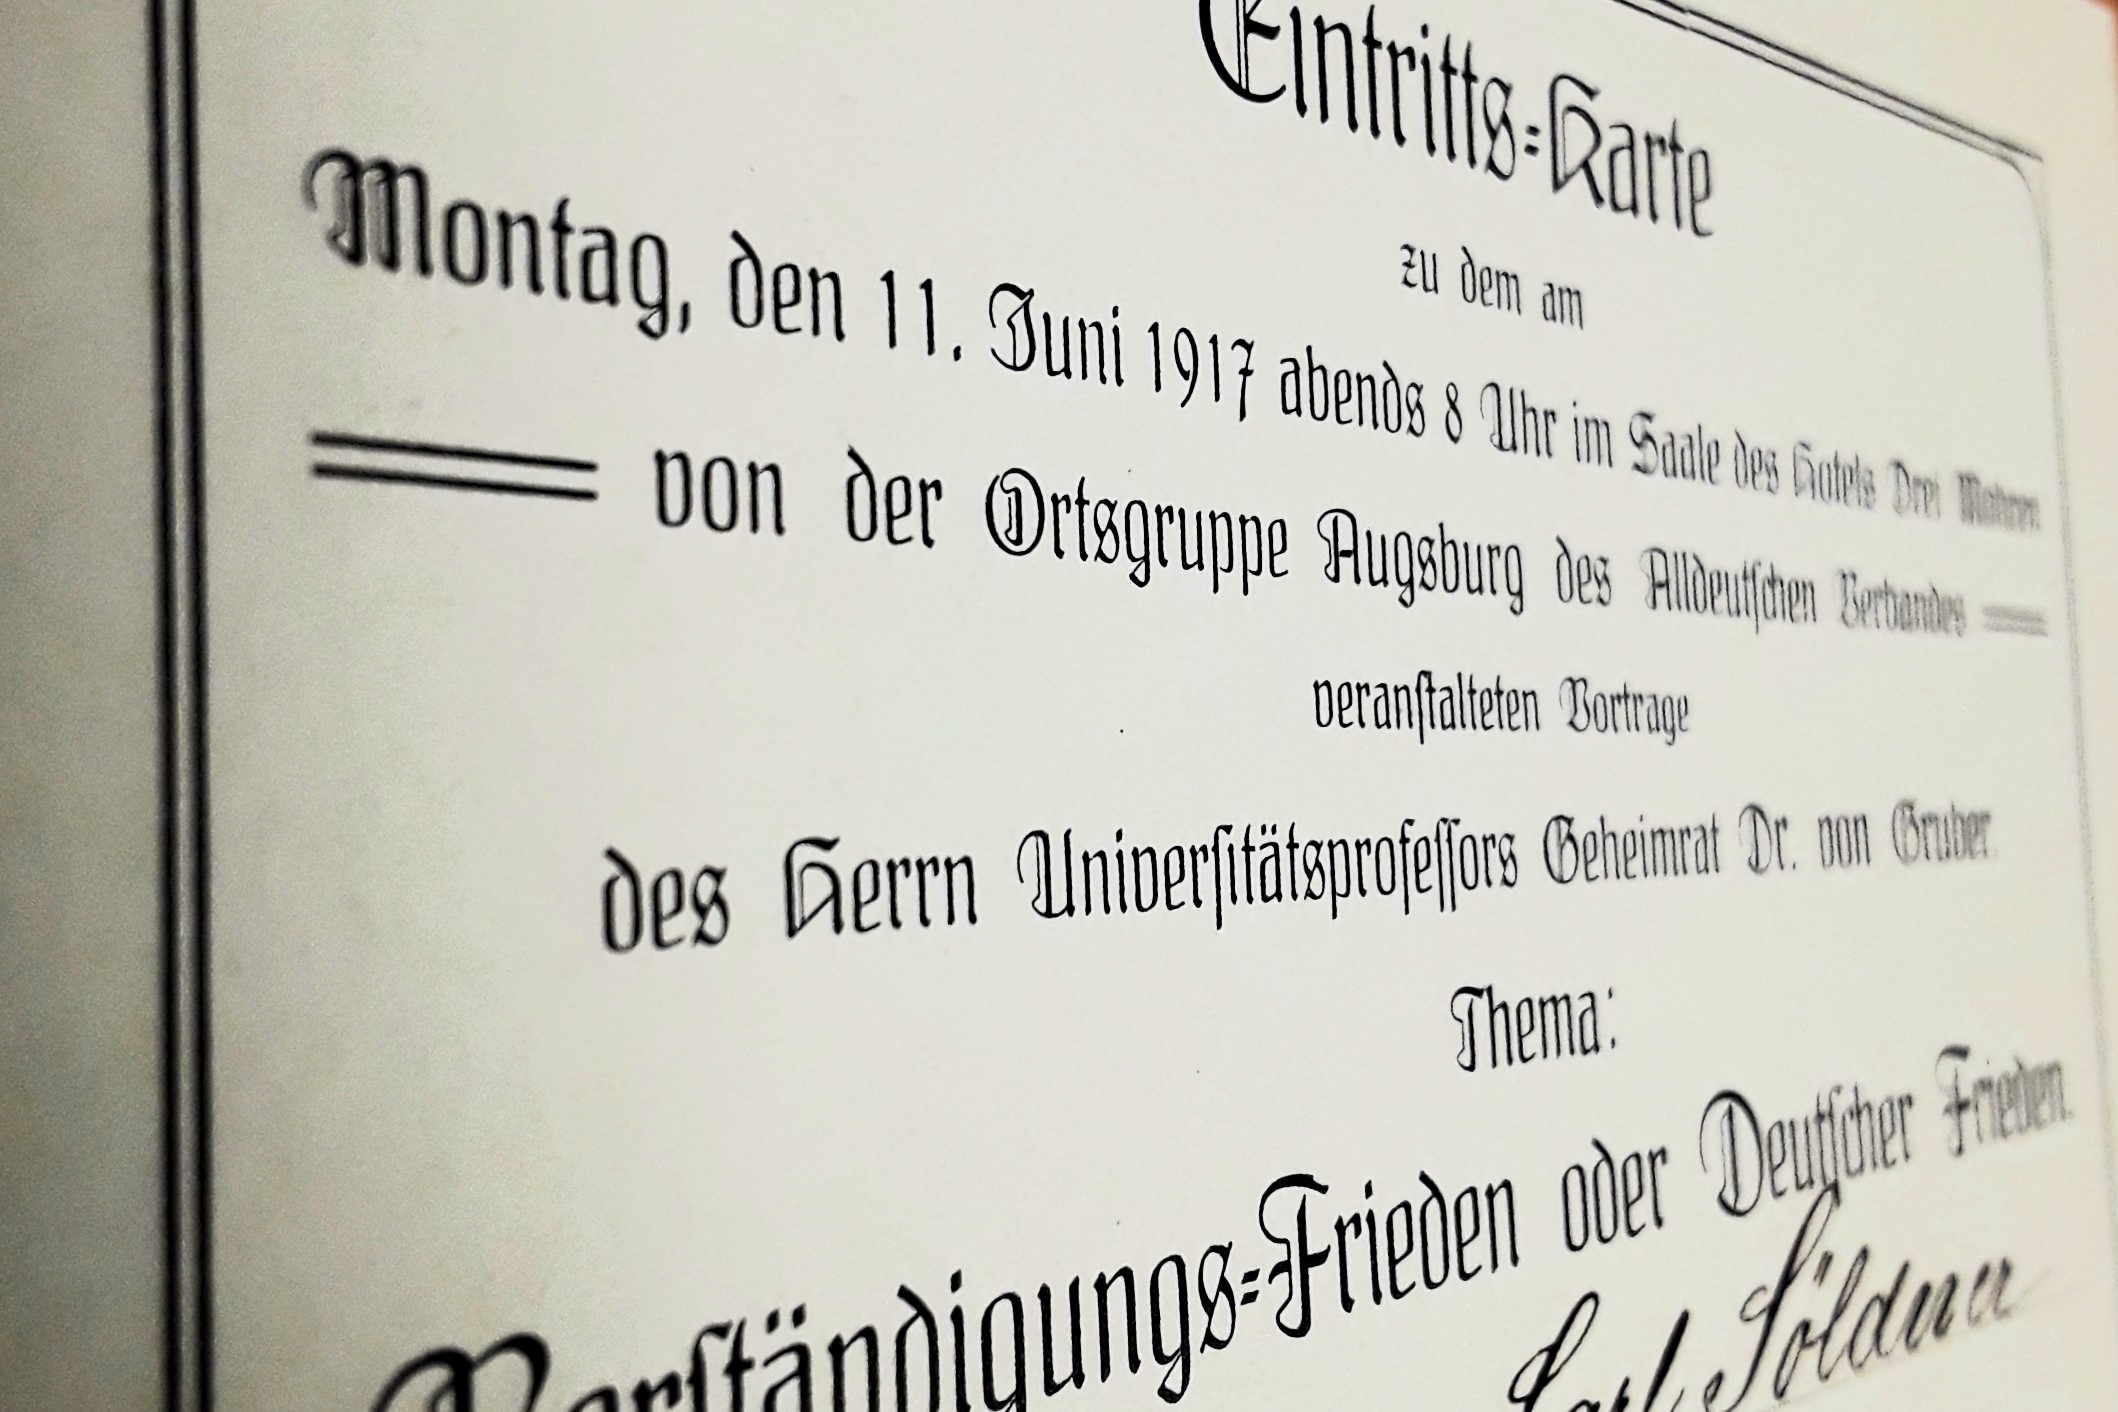 Eintritts=Karte
zu dem am
Montag, den 11. Juni 1917 abends 8 Uhr im Saale des Hotels Drei Mohren
von der Ortsgruppe Augsburg des Alldeutſchen Verbandes
veranſtalteten Vortrage
des Herrn Univerſitätsprofeſſors Geheimrat Dr. von Gruber.
Thema:
Verſtändigungs=Frieden oder Deutſcher Frieden.
Carl Söldner